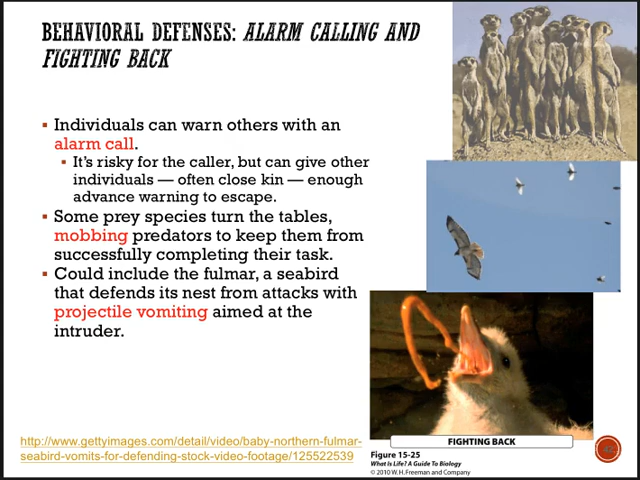 BEHAVIORAL DEFENSES: ALARM CALLING AND
FIGHTING BACK
▪ Individuals can warn others with an
alarm call.
▪ It's risky for the caller, but can give other
individuals — often close kin — enough
advance warning to escape.
▪ Some prey species turn the tables,
mobbing predators to keep them from
successfully completing their task.
▪ Could include the fulmar, a seabird
that defends its nest from attacks with
projectile vomiting aimed at the
intruder.
http://www.gettyimages.com/detail/video/baby-northern-fulmar-
seabird-vomits-for-defending-stock-video-footage/125522539
FIGHTING BACK
Figure 15-25
What Is Life? A Guide To Biology
© 2010 W. H. Freeman and Company